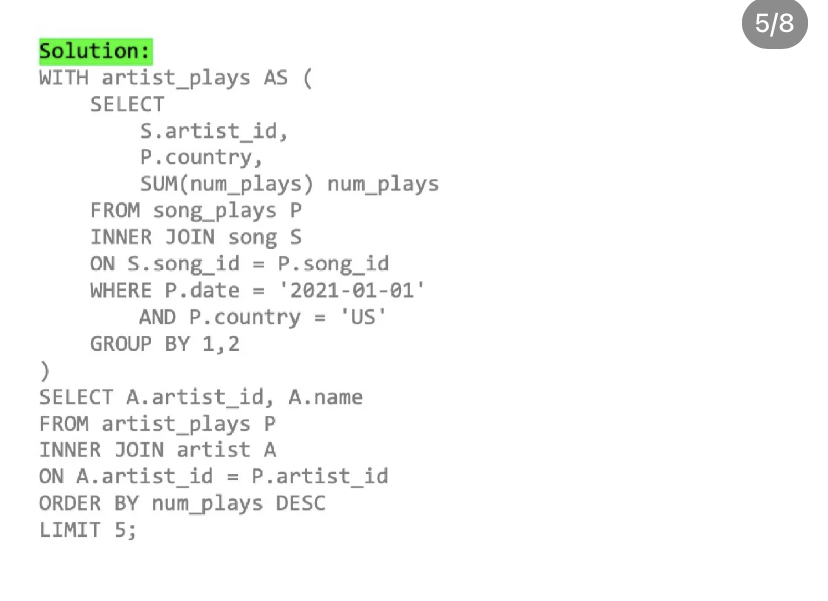 5/8
Solution:
WITH artist_plays AS (
    SELECT
        S.artist_id,
        P.country,
        SUM(num_plays) num_plays
    FROM song_plays P
    INNER JOIN song S
    ON S.song_id = P.song_id
    WHERE P.date = '2021-01-01'
        AND P.country = 'US'
    GROUP BY 1,2
)
SELECT A.artist_id, A.name
FROM artist_plays P
INNER JOIN artist A
ON A.artist_id = P.artist_id
ORDER BY num_plays DESC
LIMIT 5;